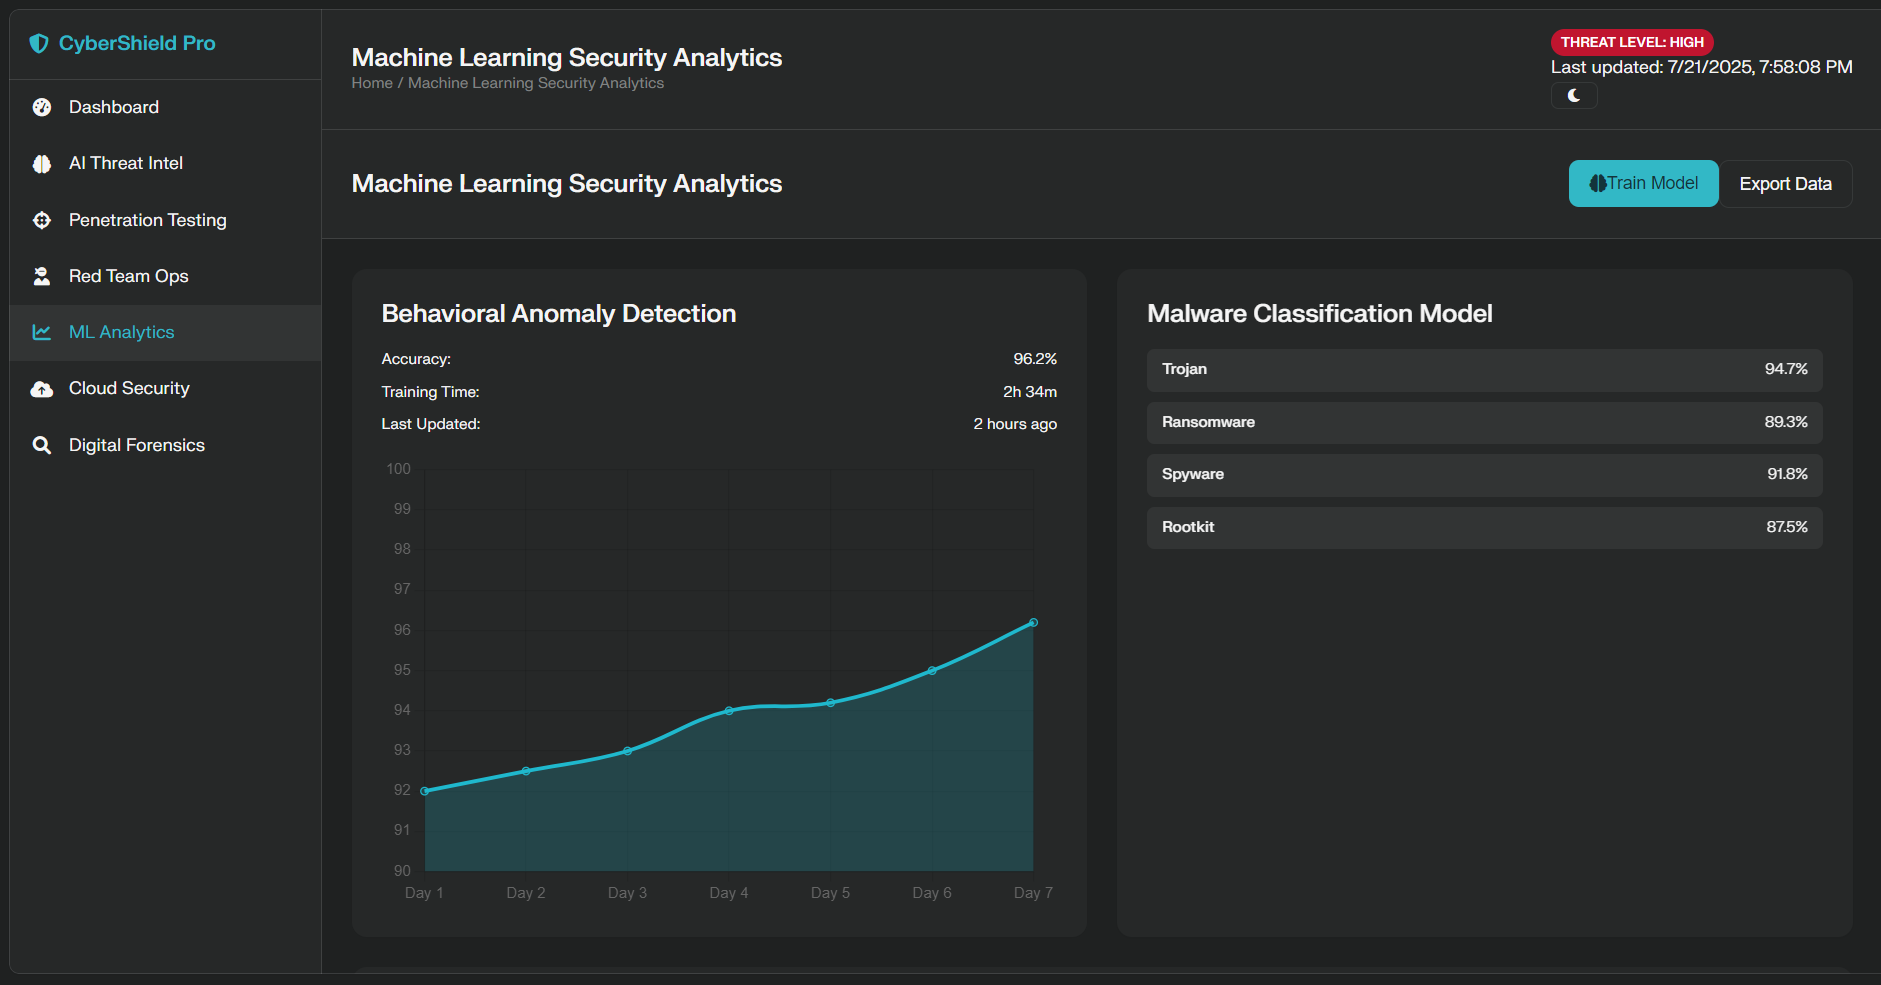 CyberShield Pro
Dashboard
AI Threat Intel
Penetration Testing
Red Team Ops
ML Analytics
Cloud Security
Digital Forensics
Machine Learning Security Analytics
Home / Machine Learning Security Analytics
THREAT LEVEL: HIGH
Last updated: 7/21/2025, 7:58:08 PM
Machine Learning Security Analytics
Train Model
Export Data
Behavioral Anomaly Detection
Accuracy: 96.2%
Training Time: 2h 34m
Last Updated: 2 hours ago
100
99
98
97
96
95
94
93
92
91
90
Day 1 Day 2 Day 3 Day 4 Day 5 Day 6 Day 7
Malware Classification Model
Trojan 94.7%
Ransomware 89.3%
Spyware 91.8%
Rootkit 87.5%